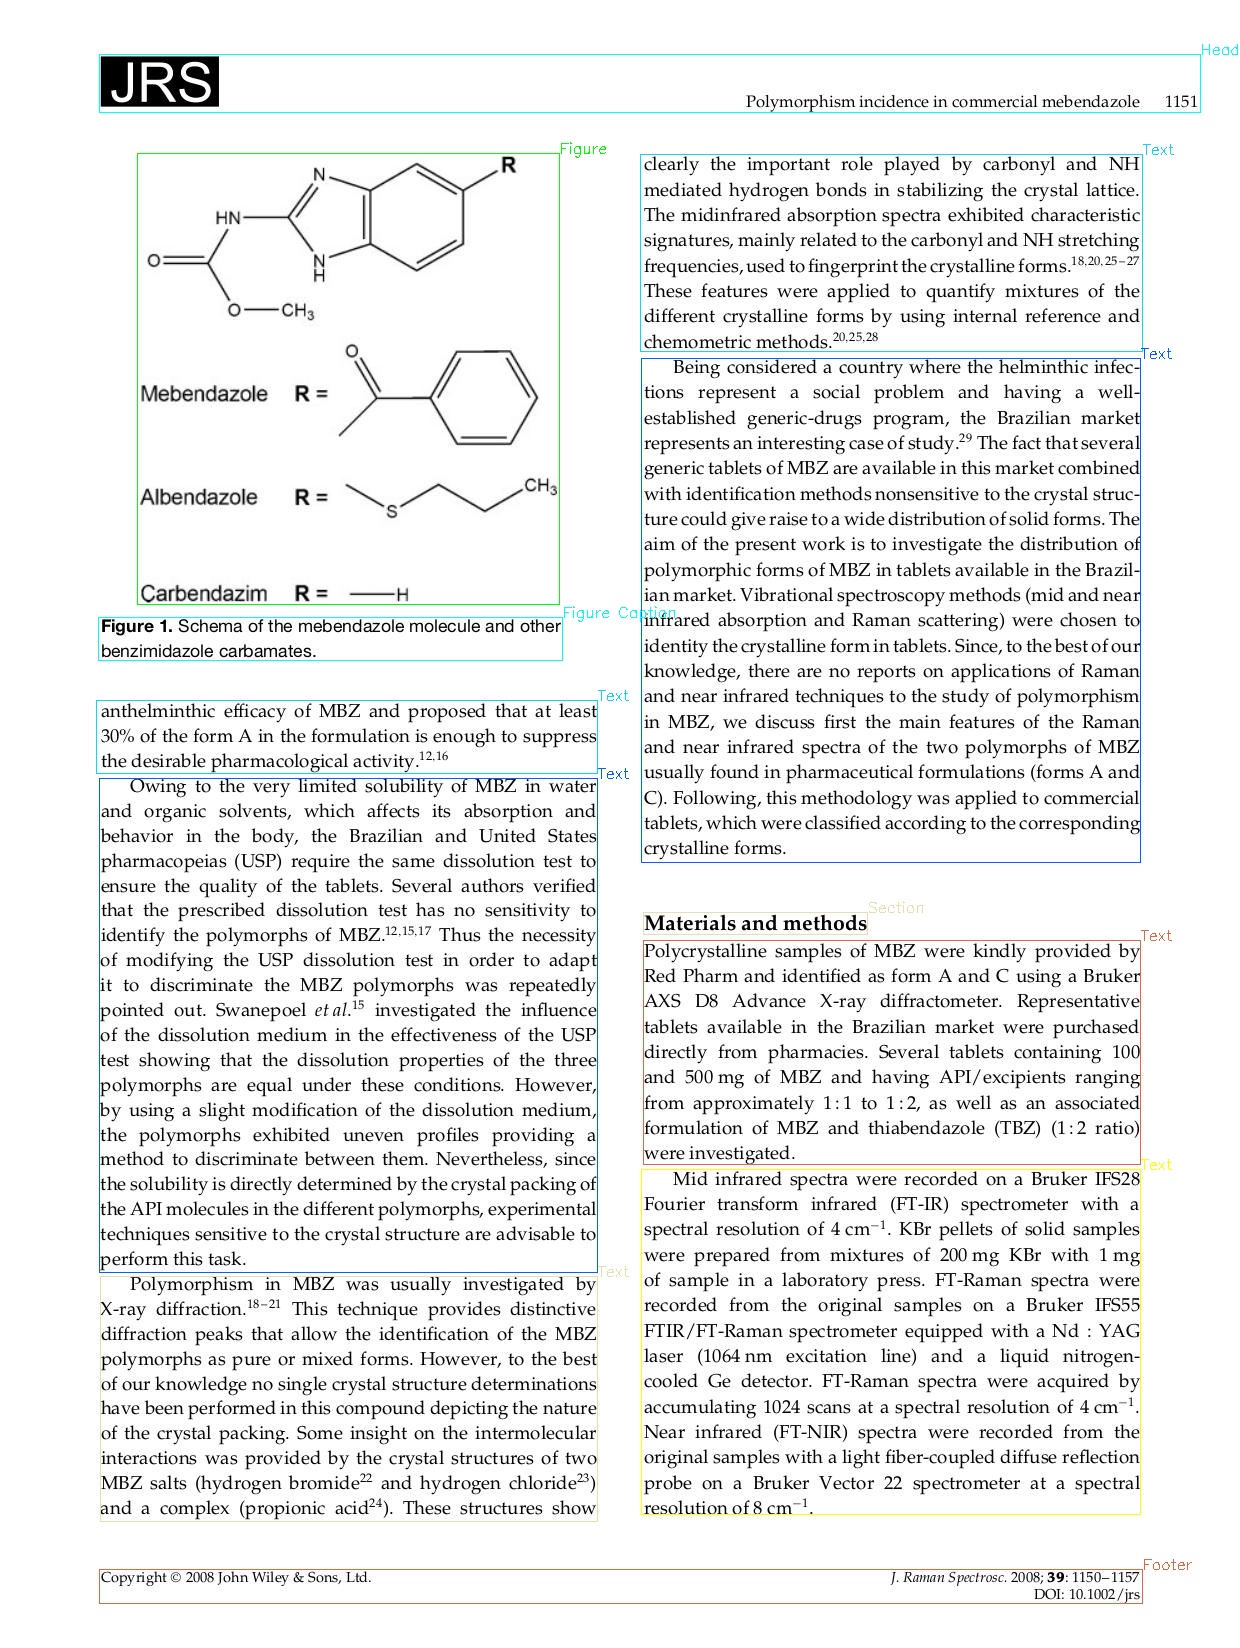 Head
JRS
Polymorphism incidence in commercial mebendazole 1151
Figure
R
N
HN
O
N
H
O
CH3
O
Mebendazole R =
Albendazole R =
S
CH3
Carbendazim R = H
Figure Caption
Figure 1. Schema of the mebendazole molecule and other
benzimidazole carbamates.
Text
anthelminthic efficacy of MBZ and proposed that at least
30% of the form A in the formulation is enough to suppress
the desirable pharmacological activity.12,16
Text
Owing to the very limited solubility of MBZ in water
and organic solvents, which affects its absorption and
behavior in the body, the Brazilian and United States
pharmacopeias (USP) require the same dissolution test to
ensure the quality of the tablets. Several authors verified
that the prescribed dissolution test has no sensitivity to
identify the polymorphs of MBZ.12,15,17 Thus the necessity
of modifying the USP dissolution test in order to adapt
it to discriminate the MBZ polymorphs was repeatedly
pointed out. Swanepoel et al.15 investigated the influence
of the dissolution medium in the effectiveness of the USP
test showing that the dissolution properties of the three
polymorphs are equal under these conditions. However,
by using a slight modification of the dissolution medium,
the polymorphs exhibited uneven profiles providing a
method to discriminate between them. Nevertheless, since
the solubility is directly determined by the crystal packing of
the API molecules in the different polymorphs, experimental
techniques sensitive to the crystal structure are advisable to
perform this task.
Text
Polymorphism in MBZ was usually investigated by
X-ray diffraction.18–21 This technique provides distinctive
diffraction peaks that allow the identification of the MBZ
polymorphs as pure or mixed forms. However, to the best
of our knowledge no single crystal structure determinations
have been performed in this compound depicting the nature
of the crystal packing. Some insight on the intermolecular
interactions was provided by the crystal structures of two
MBZ salts (hydrogen bromide22 and hydrogen chloride23)
and a complex (propionic acid24). These structures show
Text
clearly the important role played by carbonyl and NH
mediated hydrogen bonds in stabilizing the crystal lattice.
The midinfrared absorption spectra exhibited characteristic
signatures, mainly related to the carbonyl and NH stretching
frequencies, used to fingerprint the crystalline forms.18,20,25–27
These features were applied to quantify mixtures of the
different crystalline forms by using internal reference and
chemometric methods.20,25,28
Text
Being considered a country where the helminthic infec-
tions represent a social problem and having a well-
established generic-drugs program, the Brazilian market
represents an interesting case of study.29 The fact that several
generic tablets of MBZ are available in this market combined
with identification methods nonsensitive to the crystal struc-
ture could give raise to a wide distribution of solid forms. The
aim of the present work is to investigate the distribution of
polymorphic forms of MBZ in tablets available in the Brazil-
ian market. Vibrational spectroscopy methods (mid and near
infrared absorption and Raman scattering) were chosen to
identity the crystalline form in tablets. Since, to the best of our
knowledge, there are no reports on applications of Raman
and near infrared techniques to the study of polymorphism
in MBZ, we discuss first the main features of the Raman
and near infrared spectra of the two polymorphs of MBZ
usually found in pharmaceutical formulations (forms A and
C). Following, this methodology was applied to commercial
tablets, which were classified according to the corresponding
crystalline forms.
Section
Materials and methods
Text
Polycrystalline samples of MBZ were kindly provided by
Red Pharm and identified as form A and C using a Bruker
AXS D8 Advance X-ray diffractometer. Representative
tablets available in the Brazilian market were purchased
directly from pharmacies. Several tablets containing 100
and 500 mg of MBZ and having API/excipients ranging
from approximately 1 : 1 to 1 : 2, as well as an associated
formulation of MBZ and thiabendazole (TBZ) (1 : 2 ratio)
were investigated.
Text
Mid infrared spectra were recorded on a Bruker IFS28
Fourier transform infrared (FT-IR) spectrometer with a
spectral resolution of 4 cm−1. KBr pellets of solid samples
were prepared from mixtures of 200 mg KBr with 1 mg
of sample in a laboratory press. FT-Raman spectra were
recorded from the original samples on a Bruker IFS55
FTIR/FT-Raman spectrometer equipped with a Nd : YAG
laser (1064 nm excitation line) and a liquid nitrogen-
cooled Ge detector. FT-Raman spectra were acquired by
accumulating 1024 scans at a spectral resolution of 4 cm−1.
Near infrared (FT-NIR) spectra were recorded from the
original samples with a light fiber-coupled diffuse reflection
probe on a Bruker Vector 22 spectrometer at a spectral
resolution of 8 cm−1.
Footer
Copyright © 2008 John Wiley & Sons, Ltd.
J. Raman Spectrosc. 2008; 39: 1150–1157
DOI: 10.1002/jrs